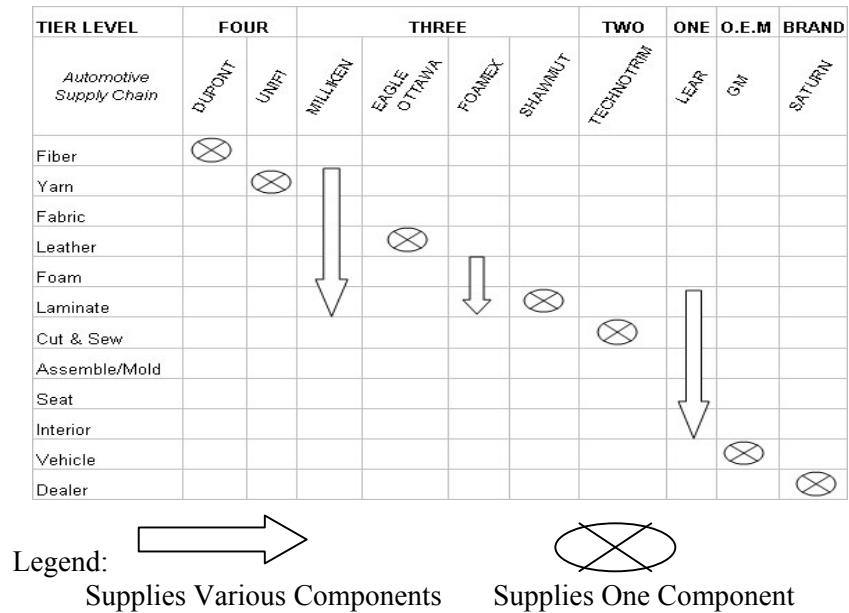 TIER LEVEL FOUR THREE TWO ONE O.E.M BRAND
Automotive
Supply Chain
DUPONT
UNIFI
MILLIKEN
EAGLE
OTTAWA
FOAMEX
SHAWMUT
TECHNOTRIM
LEAR
GM
SATURN
Fiber
Yarn
Fabric
Leather
Foam
Laminate
Cut & Sew
Assemble/Mold
Seat
Interior
Vehicle
Dealer
Legend:
Supplies Various Components Supplies One Component